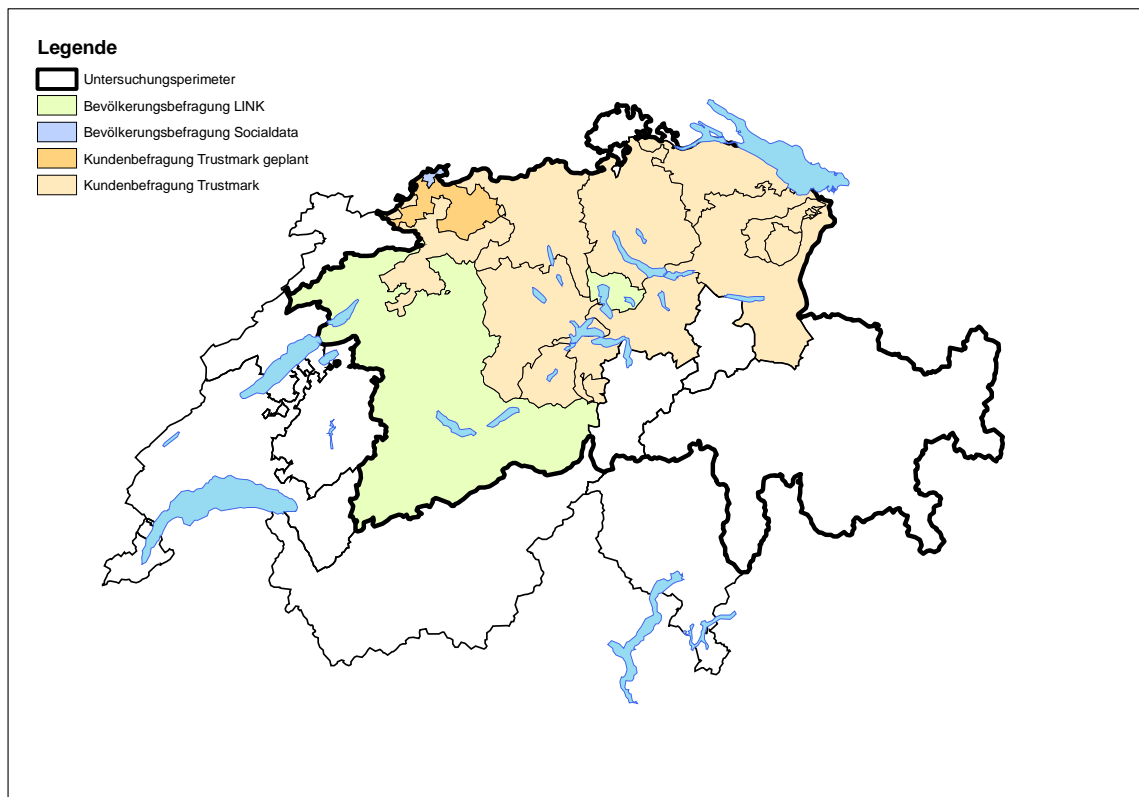 Legende
Untersuchungsperimeter
Bevölkerungsbefragung LINK
Bevölkerungsbefragung Socialdata
Kundenbefragung Trustmark geplant
Kundenbefragung Trustmark